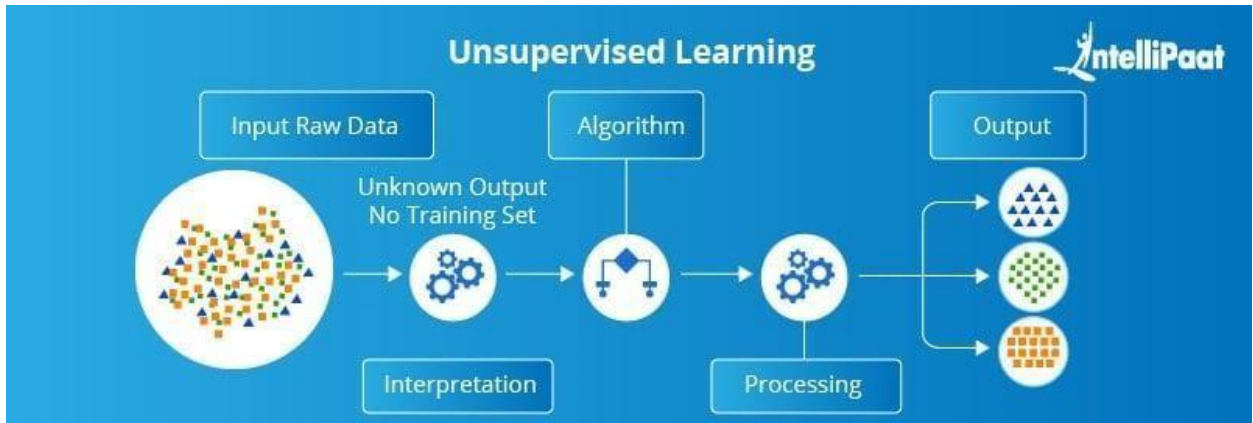 Unsupervised Learning
IntelliPaat
Input Raw Data
Algorithm
Output
Unknown Output
No Training Set
Interpretation
Processing